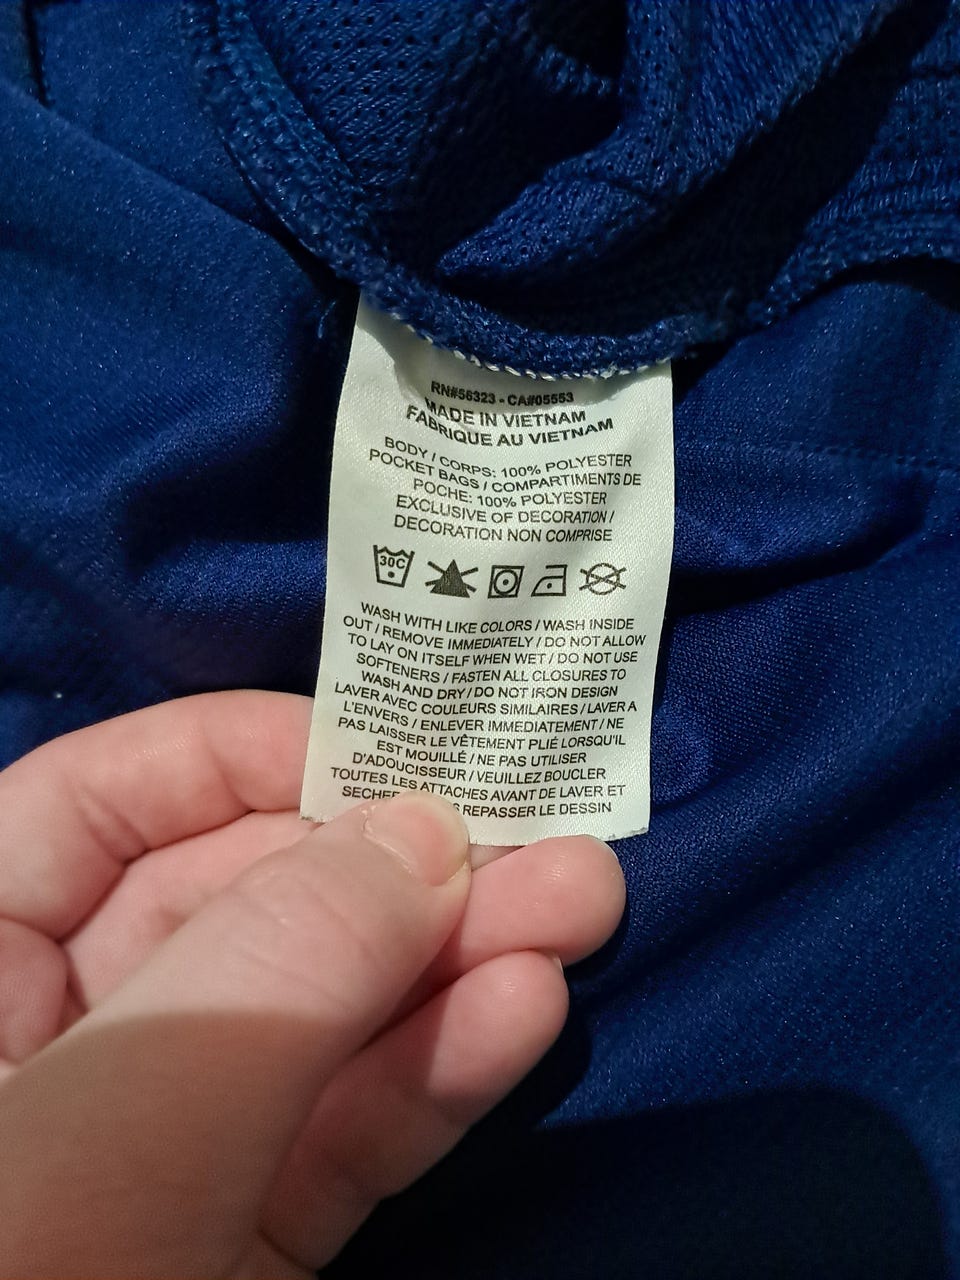 RN#56323 - CA#05553
MADE IN VIETNAM
FABRIQUE AU VIETNAM
BODY / CORPS: 100% POLYESTER
POCKET BAGS / COMPARTIMENTS DE
POCHE: 100% POLYESTER
EXCLUSIVE OF DECORATION /
DECORATION NON COMPRISE
30C
WASH WITH LIKE COLORS / WASH INSIDE
OUT / REMOVE IMMEDIATELY / DO NOT ALLOW
TO LAY ON ITSELF WHEN WET / DO NOT USE
SOFTENERS / FASTEN ALL CLOSURES TO
WASH AND DRY / DO NOT IRON DESIGN
LAVER AVEC COULEURS SIMILAIRES / LAVER A
L'ENVERS / ENLEVER IMMEDIATEMENT / NE
PAS LAISSER LE VÊTEMENT PLIÉ LORSQU'IL
EST MOUILLÉ / NE PAS UTILISER
D'ADOUCISSEUR / VEUILLEZ BOUCLER
TOUTES LES ATTACHES AVANT DE LAVER ET
REPASSER LE DESSIN